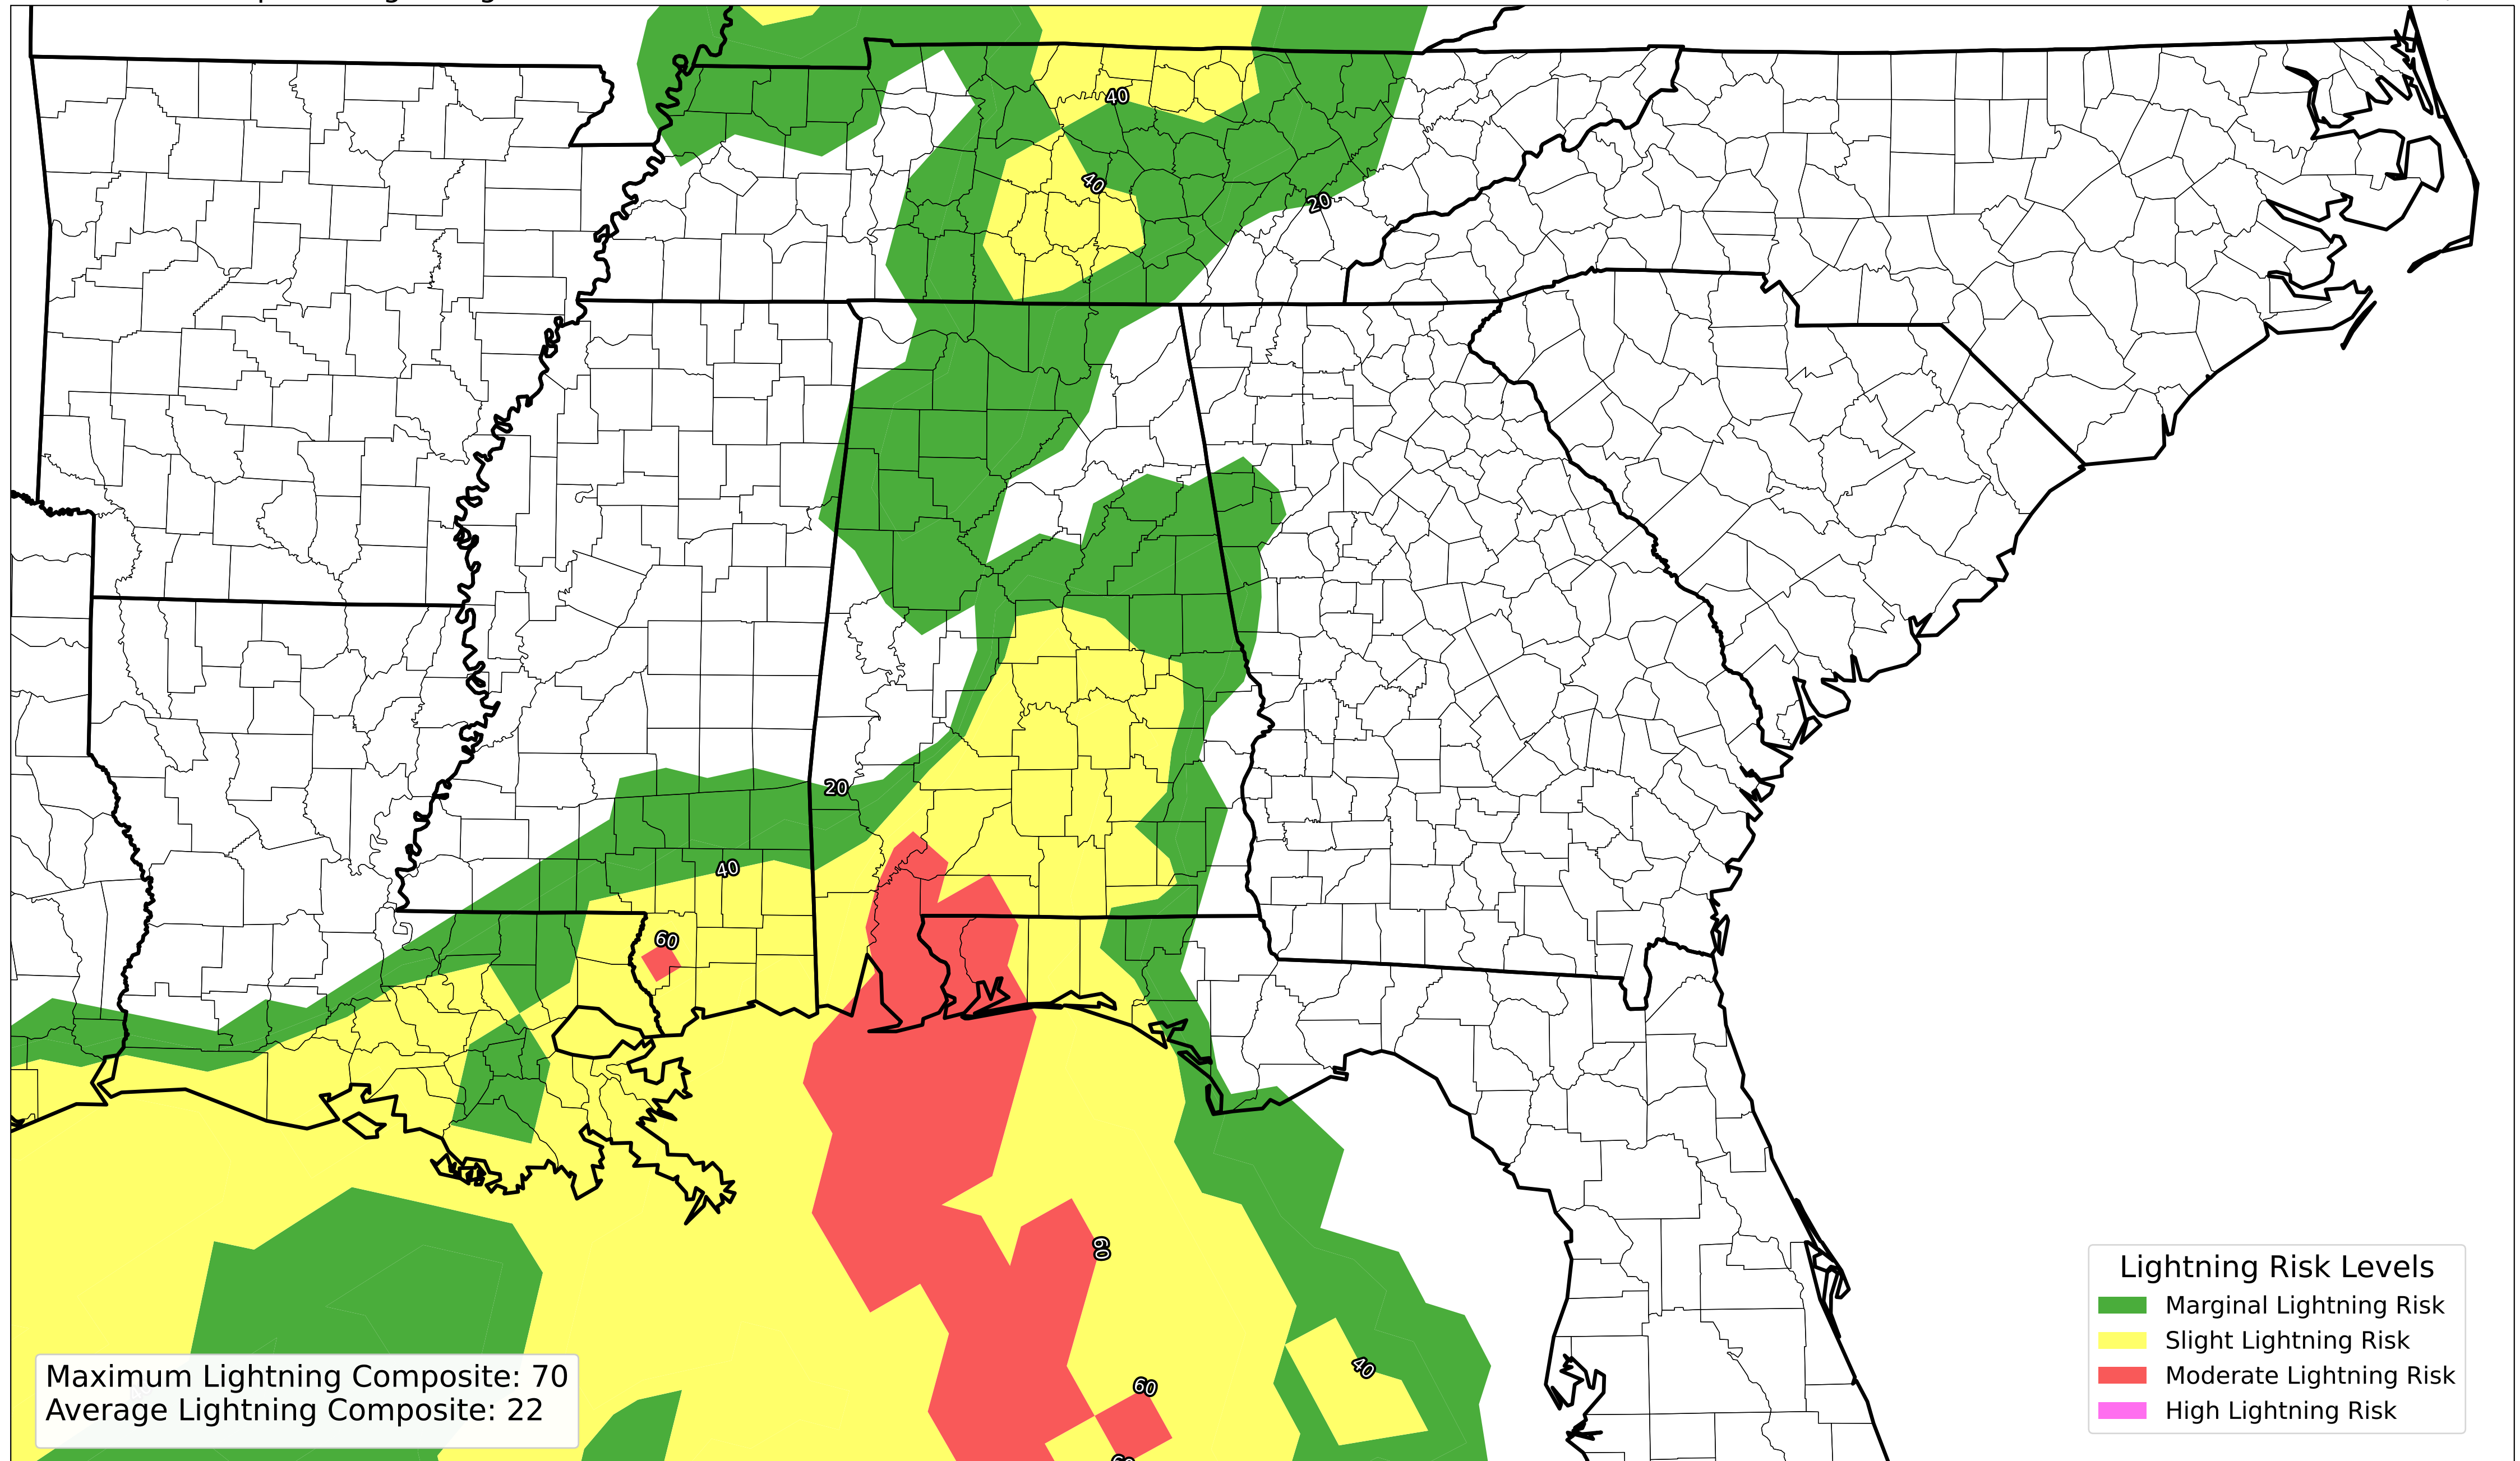 40
40
20
20
40
60
60
40
60
Lightning Risk Levels
Marginal Lightning Risk
Slight Lightning Risk
Moderate Lightning Risk
High Lightning Risk
Maximum Lightning Composite: 70
Average Lightning Composite: 22